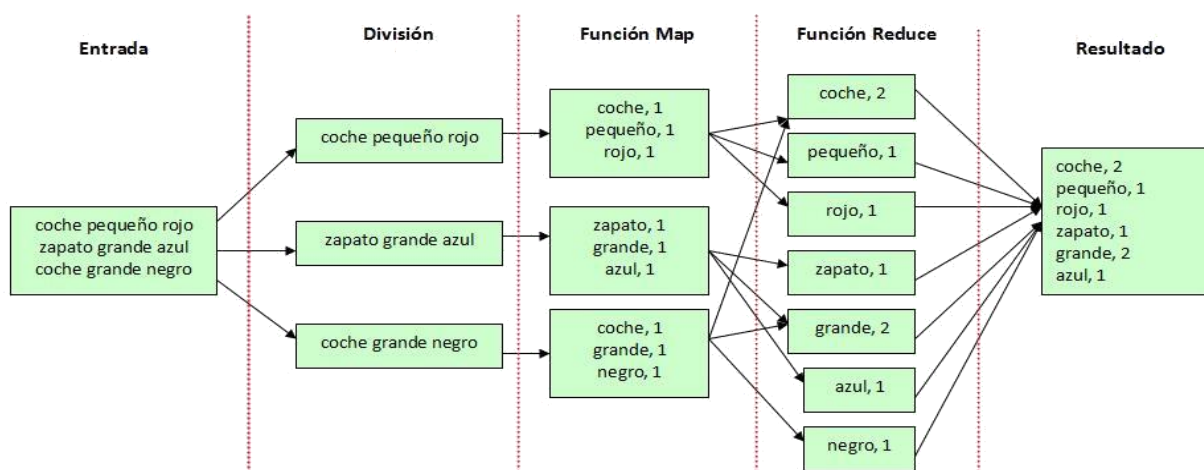 Entrada
División
Función Map
Función Reduce
Resultado
coche pequeño rojo
zapato grande azul
coche grande negro
coche pequeño rojo
zapato grande azul
coche grande negro
coche, 1
pequeño, 1
rojo, 1
zapato, 1
grande, 1
azul, 1
coche, 1
grande, 1
negro, 1
coche, 2
pequeño, 1
rojo, 1
zapato, 1
grande, 2
azul, 1
negro, 1
coche, 2
pequeño, 1
rojo, 1
zapato, 1
grande, 2
azul, 1